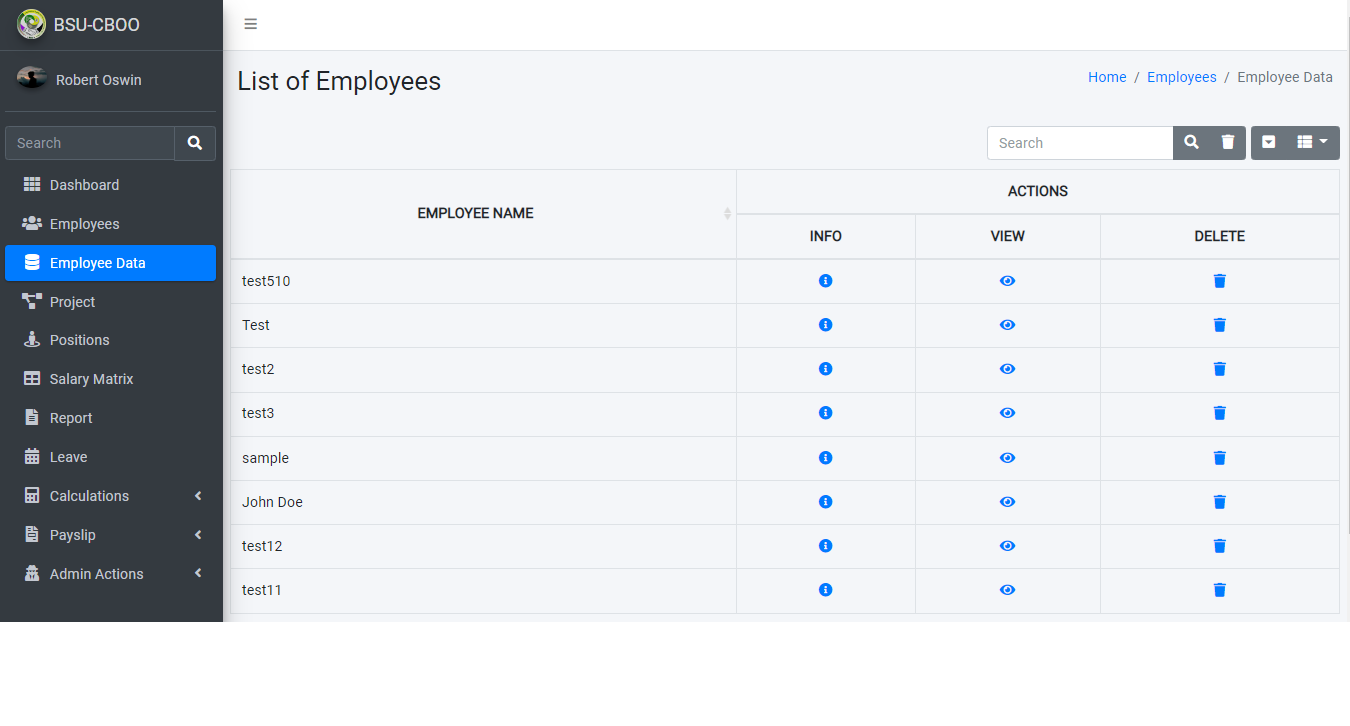 BSU-CBOO
Robert Oswin
Search
Dashboard
Employees
Employee Data
Project
Positions
Salary Matrix
Report
Leave
Calculations
Payslip
Admin Actions
List of Employees
Home / Employees / Employee Data
Search
EMPLOYEE NAME
ACTIONS
INFO VIEW DELETE
test510
Test
test2
test3
sample
John Doe
test12
test11